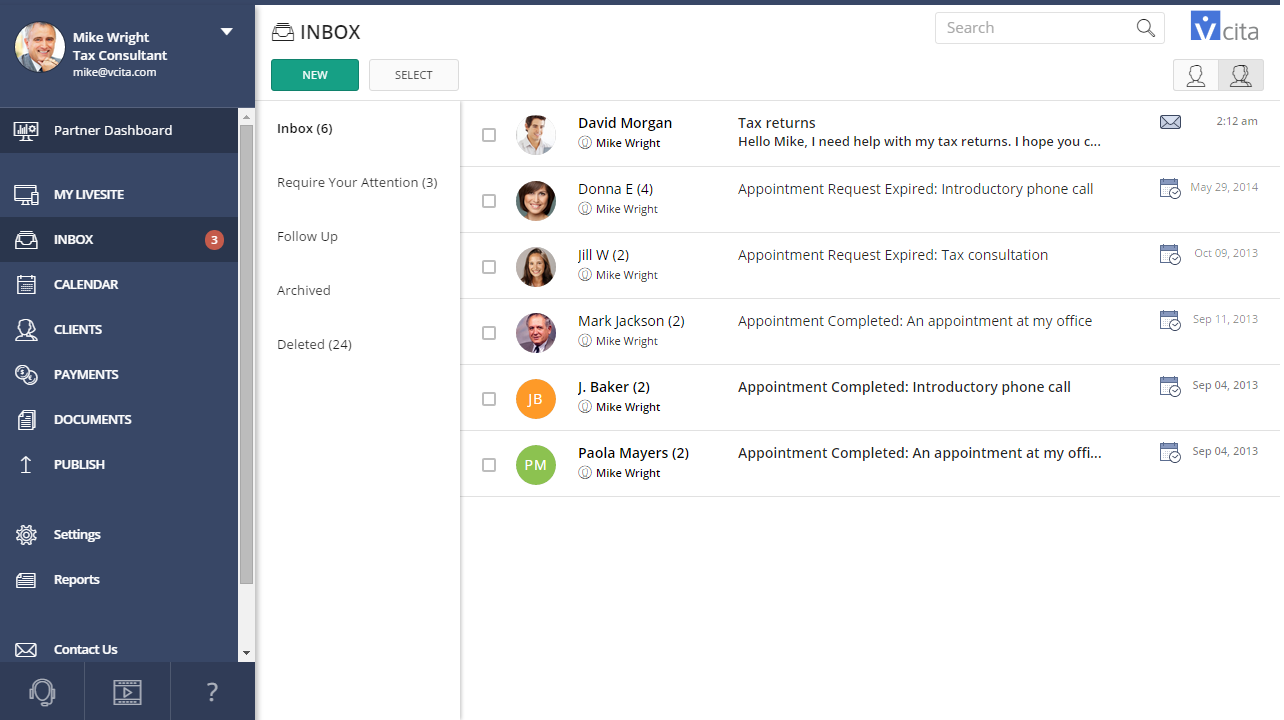 Mike Wright
Tax Consultant
mike@vcita.com
Partner Dashboard
MY LIVESITE
INBOX 3
CALENDAR
CLIENTS
PAYMENTS
DOCUMENTS
PUBLISH
Settings
Reports
Contact Us
?
INBOX
Search
vcita
NEW SELECT
Inbox (6)
Require Your Attention (3)
Follow Up
Archived
Deleted (24)
David Morgan Tax returns 2:12 am
Mike Wright Hello Mike, I need help with my tax returns. I hope you c...
Donna E (4) Appointment Request Expired: Introductory phone call May 29, 2014
Mike Wright
Jill W (2) Appointment Request Expired: Tax consultation Oct 09, 2013
Mike Wright
Mark Jackson (2) Appointment Completed: An appointment at my office Sep 11, 2013
Mike Wright
JB J. Baker (2) Appointment Completed: Introductory phone call Sep 04, 2013
Mike Wright
PM Paola Mayers (2) Appointment Completed: An appointment at my offi... Sep 04, 2013
Mike Wright